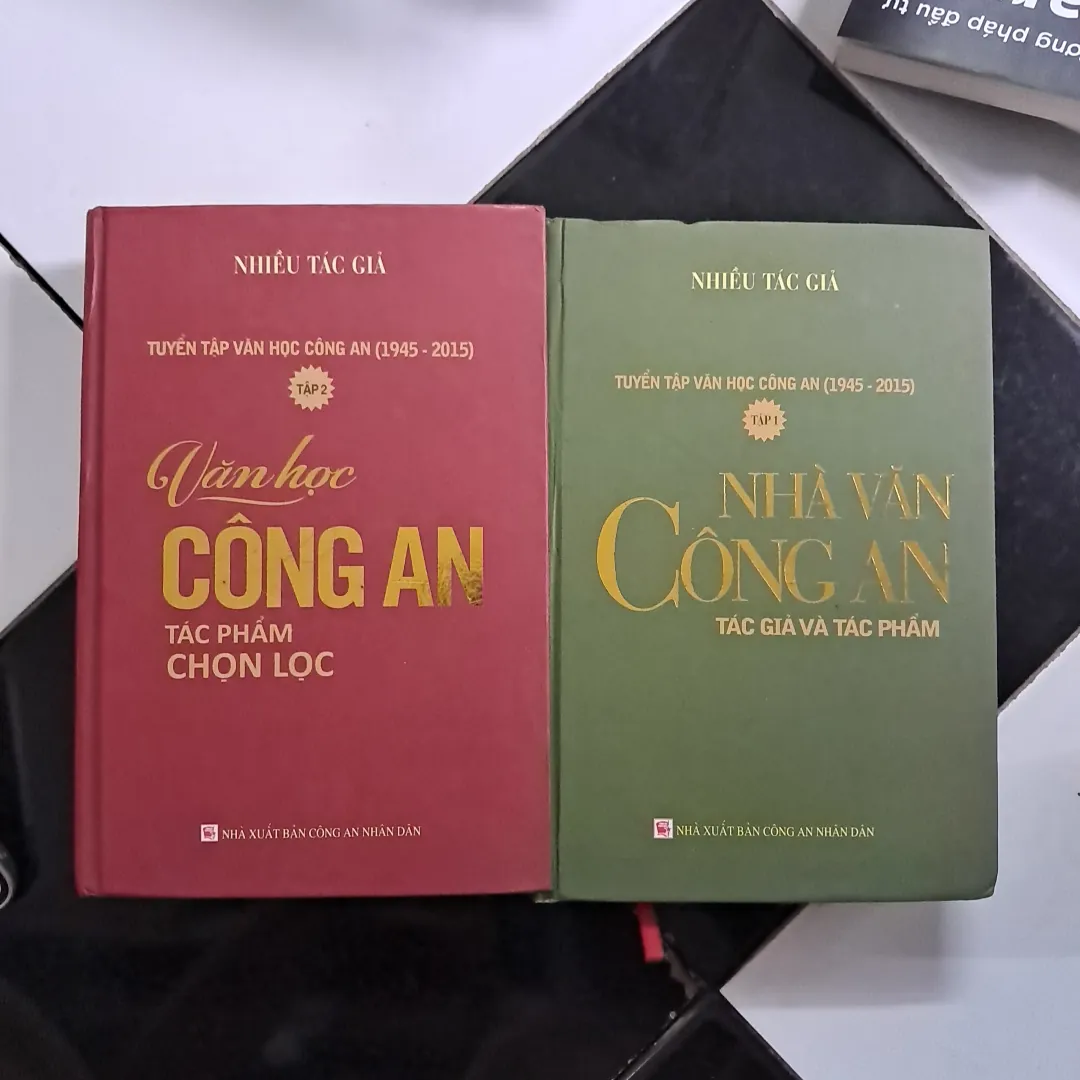 NHIỀU TÁC GIẢ
TUYỂN TẬP VĂN HỌC CÔNG AN (1945 - 2015)
TẬP 2
Văn học
CÔNG AN
TÁC PHẨM
CHỌN LỌC
NHÀ XUẤT BẢN CÔNG AN NHÂN DÂN
NHIỀU TÁC GIẢ
TUYỂN TẬP VĂN HỌC CÔNG AN (1945 - 2015)
TẬP 1
NHÀ VĂN
CÔNG AN
TÁC GIẢ VÀ TÁC PHẨM
NHÀ XUẤT BẢN CÔNG AN NHÂN DÂN
pháp đầu tư